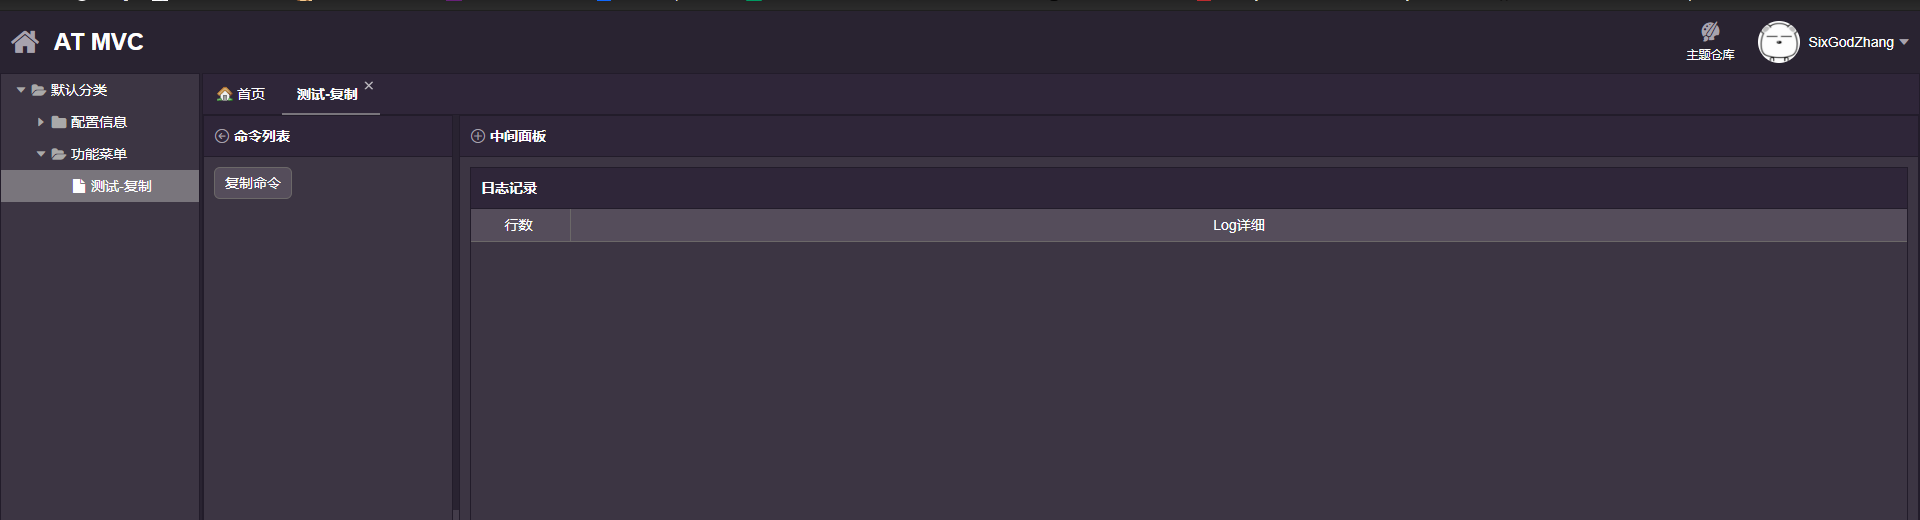 AT MVC
主题仓库
SixGodZhang
默认分类
配置信息
功能菜单
测试-复制
首页
测试-复制
命令列表
复制命令
中间面板
日志记录
行数 Log详细